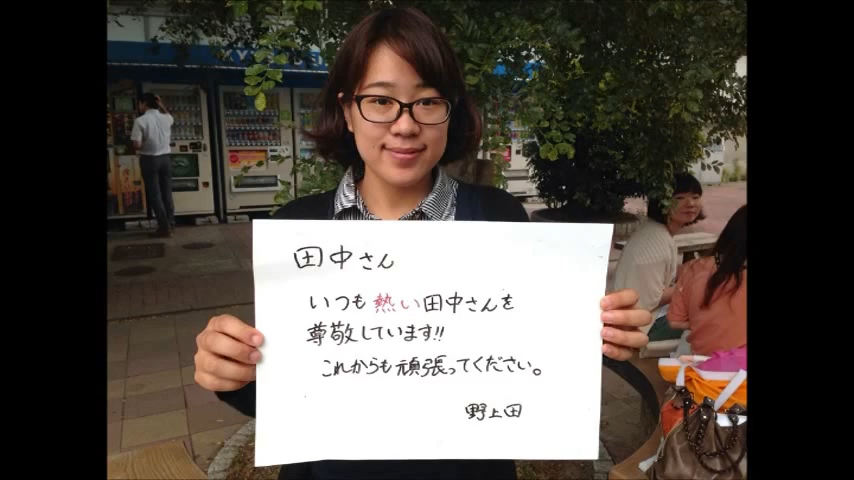 田中さん
いつも熱い田中さんを
尊敬しています!!
これからも頑張ってください。
野上田